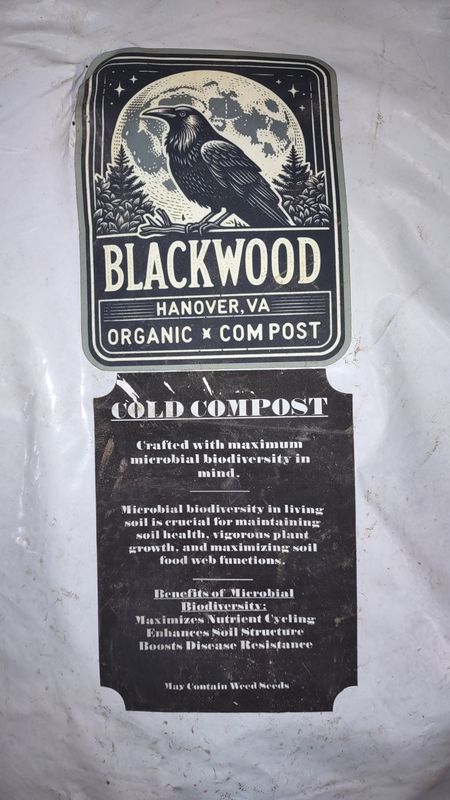 BLACKWOOD
HANOVER, VA
ORGANIC × COMPOST
COLD COMPOST
Crafted with maximum
microbial biodiversity in
mind.
Microbial biodiversity in living
soil is crucial for maintaining
soil health, vigorous plant
growth, and maximizing soil
food web functions.
Benefits of Microbial
Biodiversity:
Maximizes Nutrient Cycling
Enhances Soil Structure
Boosts Disease Resistance
May Contain Weed Seeds